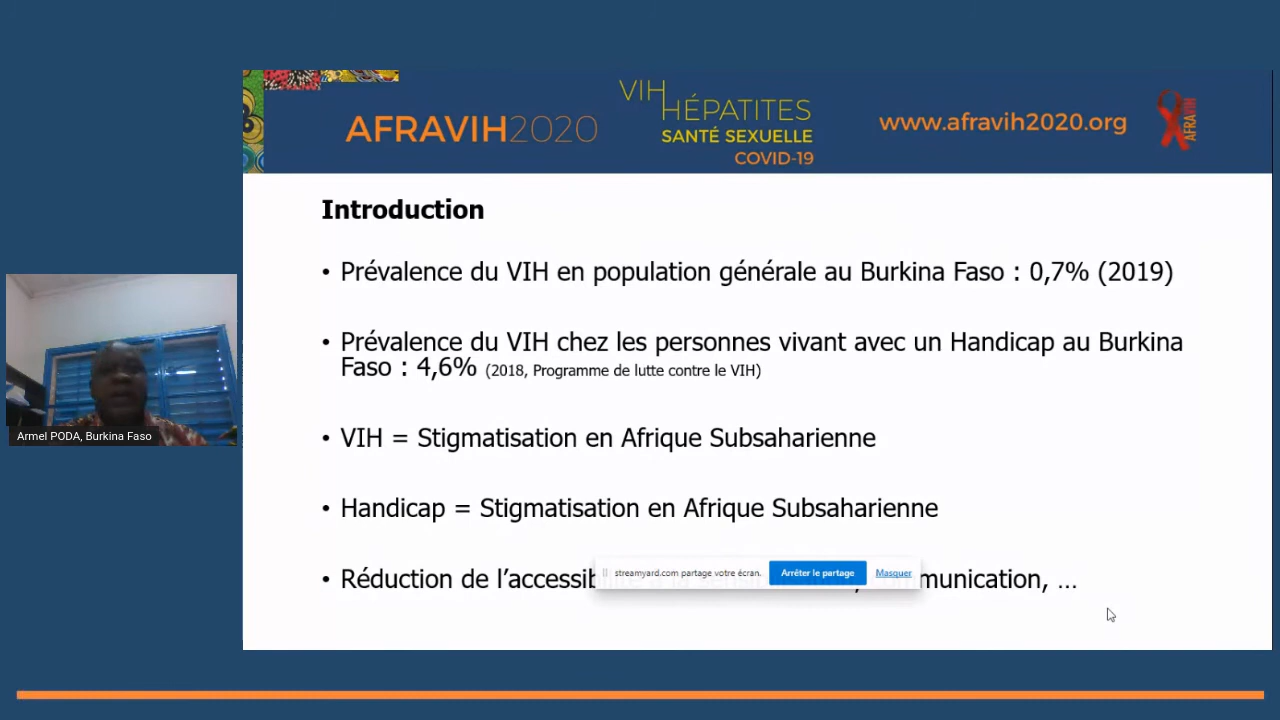 AFRAVIH2020
VIH
HÉPATITES
SANTÉ SEXUELLE
COVID-19
www.afravih2020.org
AFRAVIH
Introduction
• Prévalence du VIH en population générale au Burkina Faso : 0,7% (2019)
• Prévalence du VIH chez les personnes vivant avec un Handicap au Burkina
Faso : 4,6% (2018, Programme de lutte contre le VIH)
• VIH = Stigmatisation en Afrique Subsaharienne
• Handicap = Stigmatisation en Afrique Subsaharienne
• Réduction de l'accessib
streamyard.com partage votre écran. Arrêter le partage Masquer
munication, ...
Armel PODA, Burkina Faso